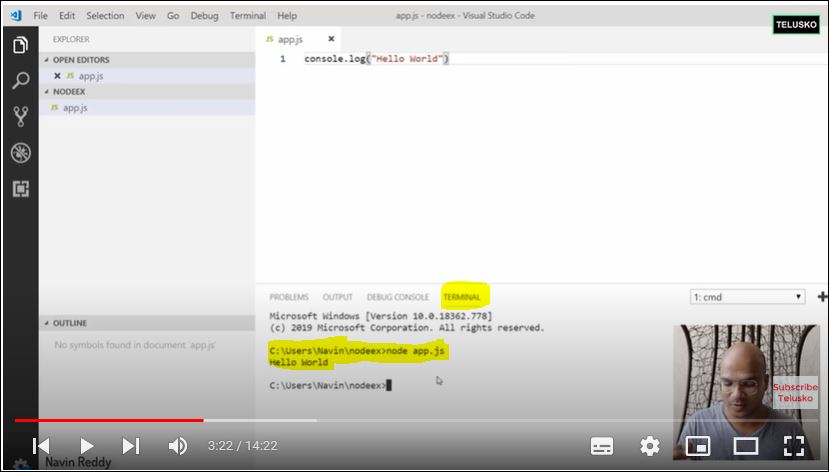 File Edit Selection View Go Debug Terminal Help
app.js - nodeex - Visual Studio Code
TELUSKO
EXPLORER
OPEN EDITORS
JS app.js
NODEEX
JS app.js
JS app.js
1 console.log("Hello World")
PROBLEMS OUTPUT DEBUG CONSOLE TERMINAL
1: cmd
Microsoft Windows [Version 10.0.18362.778]
(c) 2019 Microsoft Corporation. All rights reserved.
C:\Users\Navin\nodeex>node app.js
Hello World
C:\Users\Navin\nodeex>
OUTLINE
No symbols found in document 'app.js'
Subscribe
Telusko
3:22 / 14:22
Navin Reddy